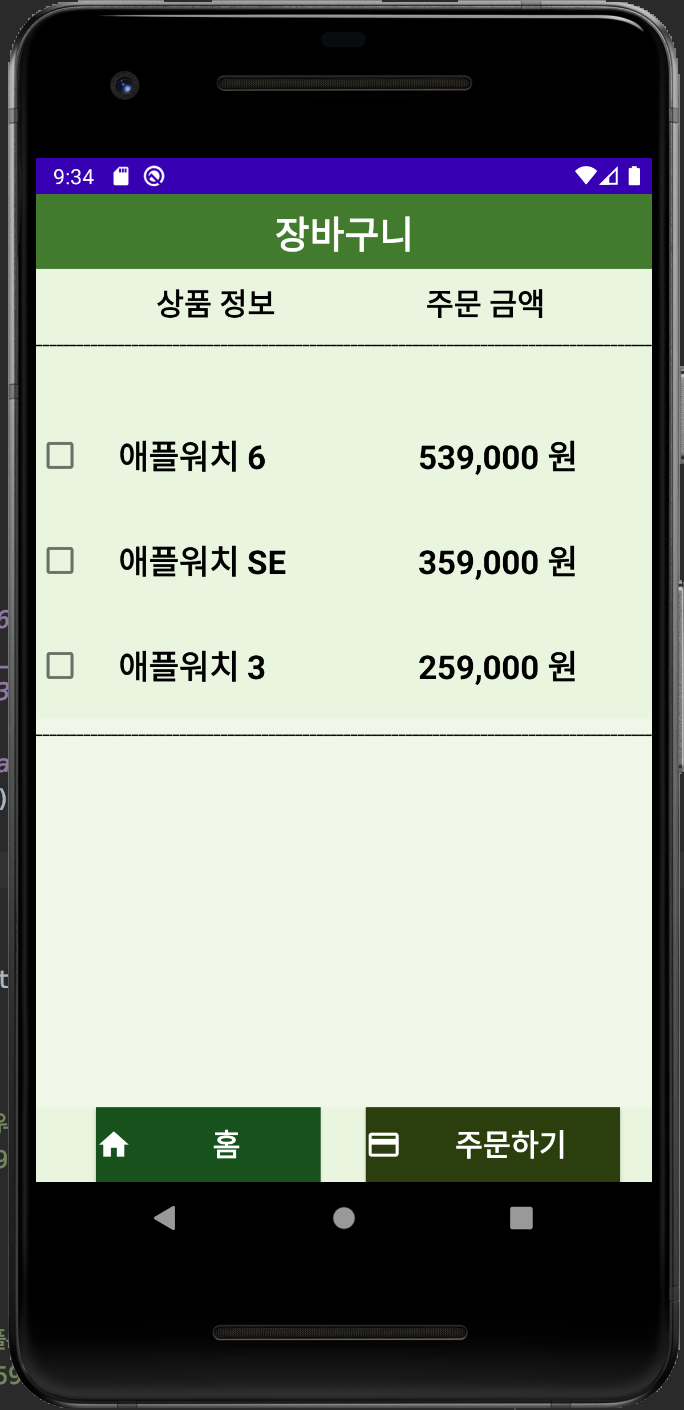 9:34
장바구니
상품 정보 주문 금액
애플워치 6 539,000 원
애플워치 SE 359,000 원
애플워치 3 259,000 원
홈 주문하기